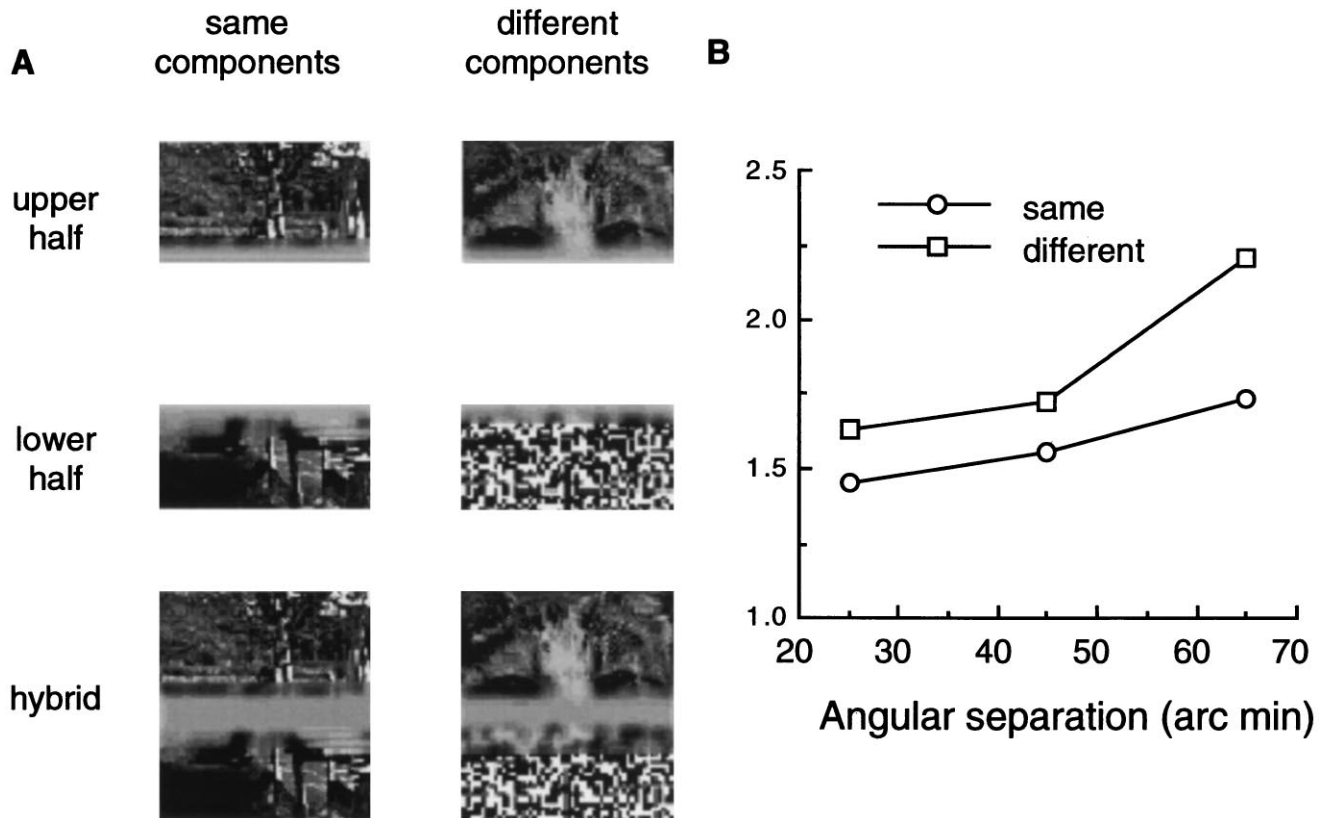 A
same
components
different
components
upper
half
lower
half
hybrid
B
2.5
2.0
1.5
1.0
same
different
20 30 40 50 60 70
Angular separation (arc min)